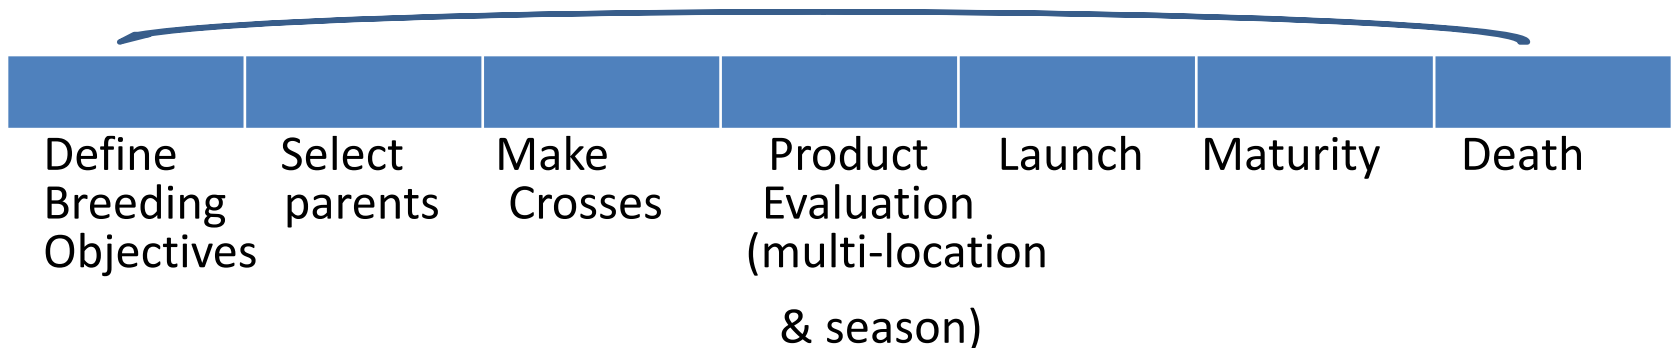 Define
Breeding
Objectives
Select
parents
Make
Crosses
Product
Evaluation
(multi-location
& season)
Launch
Maturity
Death